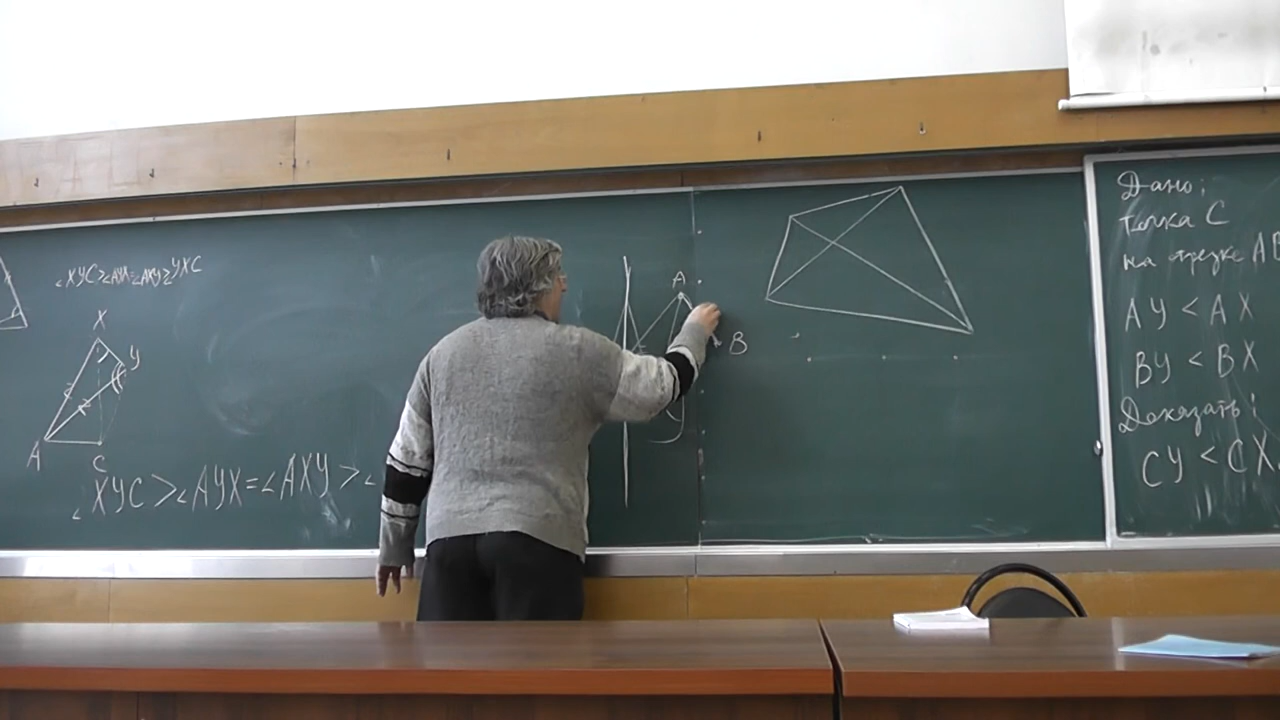 ∠XYC>∠AYX=∠AXY>∠YXC
X
Y
A
C
∠XYC>∠AYX=∠AXY>∠
A
B
Дано:
точка C
на отрезке AB
AY < AX
BY < BX
Доказать:
CY < CX